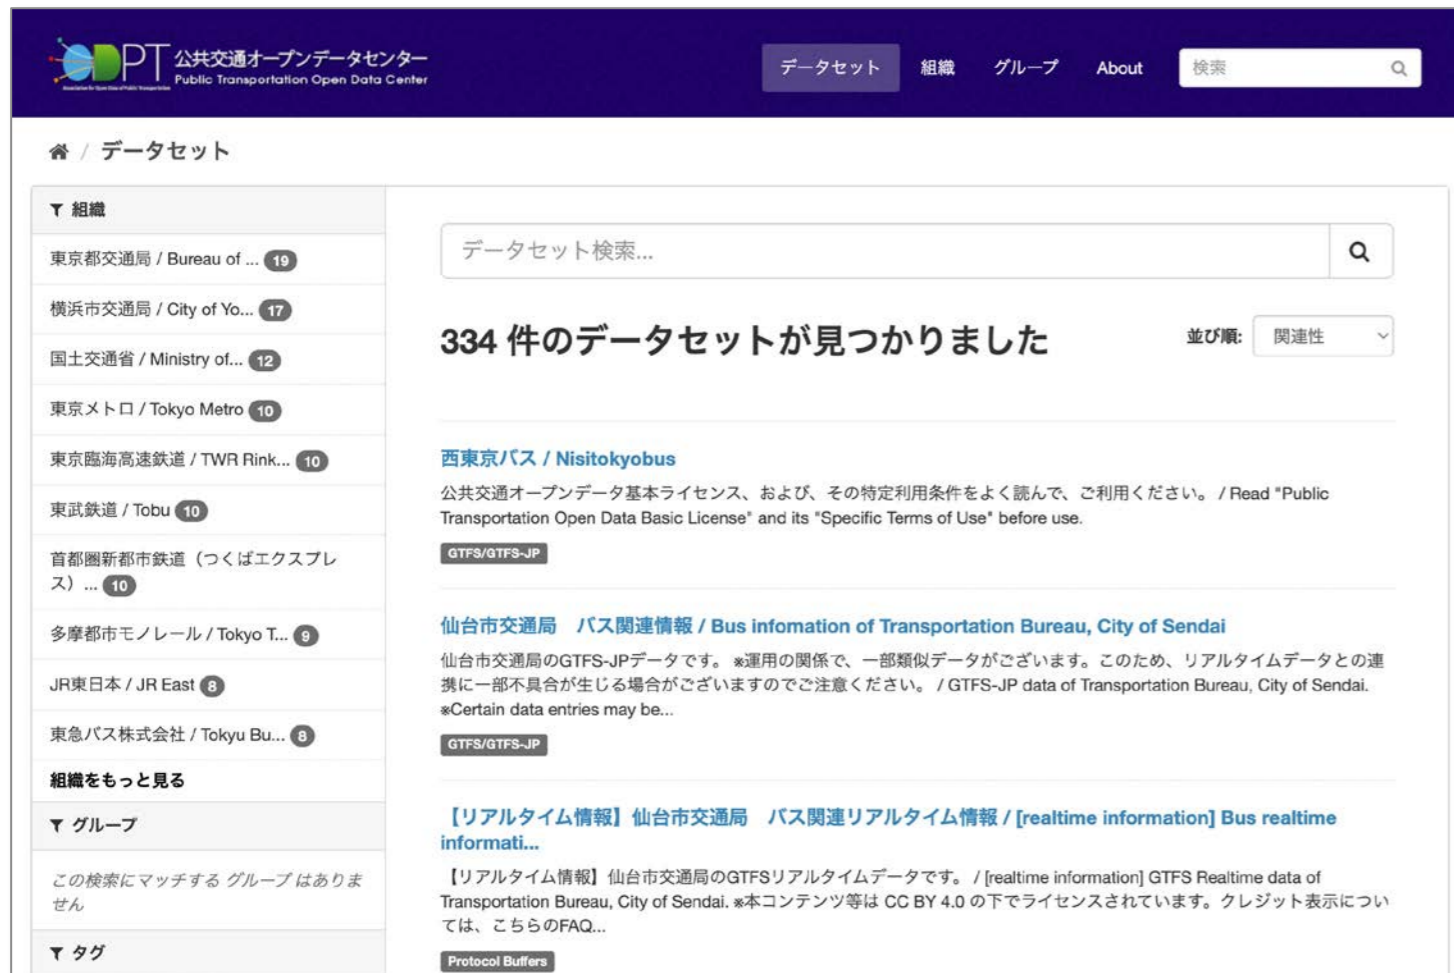 ODPT 公共交通オープンデータセンター
Public Transportation Open Data Center
Association for Open Data of Public Transportation
データセット 組織 グループ About 検索
/ データセット
組織
東京都交通局 / Bureau of ... 19
横浜市交通局 / City of Yo... 17
国土交通省 / Ministry of... 12
東京メトロ / Tokyo Metro 10
東京臨海高速鉄道 / TWR Rink... 10
東武鉄道 / Tobu 10
首都圏新都市鉄道（つくばエクスプレ
ス）... 10
多摩都市モノレール / Tokyo T... 9
JR東日本 / JR East 8
東急バス株式会社 / Tokyu Bu... 8
組織をもっと見る
グループ
この検索にマッチする グループ はありま
せん
タグ
データセット検索...
334 件のデータセットが見つかりました
並び順: 関連性
西東京バス / Nisitokyobus
公共交通オープンデータ基本ライセンス、および、その特定利用条件をよく読んで、ご利用ください。 / Read "Public
Transportation Open Data Basic License" and its "Specific Terms of Use" before use.
GTFS/GTFS-JP
仙台市交通局　バス関連情報 / Bus infomation of Transportation Bureau, City of Sendai
仙台市交通局のGTFS-JPデータです。 ※運用の関係で、一部類似データがございます。このため、リアルタイムデータとの連
携に一部不具合が生じる場合がございますのでご注意ください。 / GTFS-JP data of Transportation Bureau, City of Sendai.
※Certain data entries may be...
GTFS/GTFS-JP
【リアルタイム情報】仙台市交通局　バス関連リアルタイム情報 / [realtime information] Bus realtime
informati...
【リアルタイム情報】仙台市交通局のGTFSリアルタイムデータです。 / [realtime information] GTFS Realtime data of
Transportation Bureau, City of Sendai. ※本コンテンツ等は CC BY 4.0 の下でライセンスされています。クレジット表示につい
ては、こちらのFAQ...
Protocol Buffers